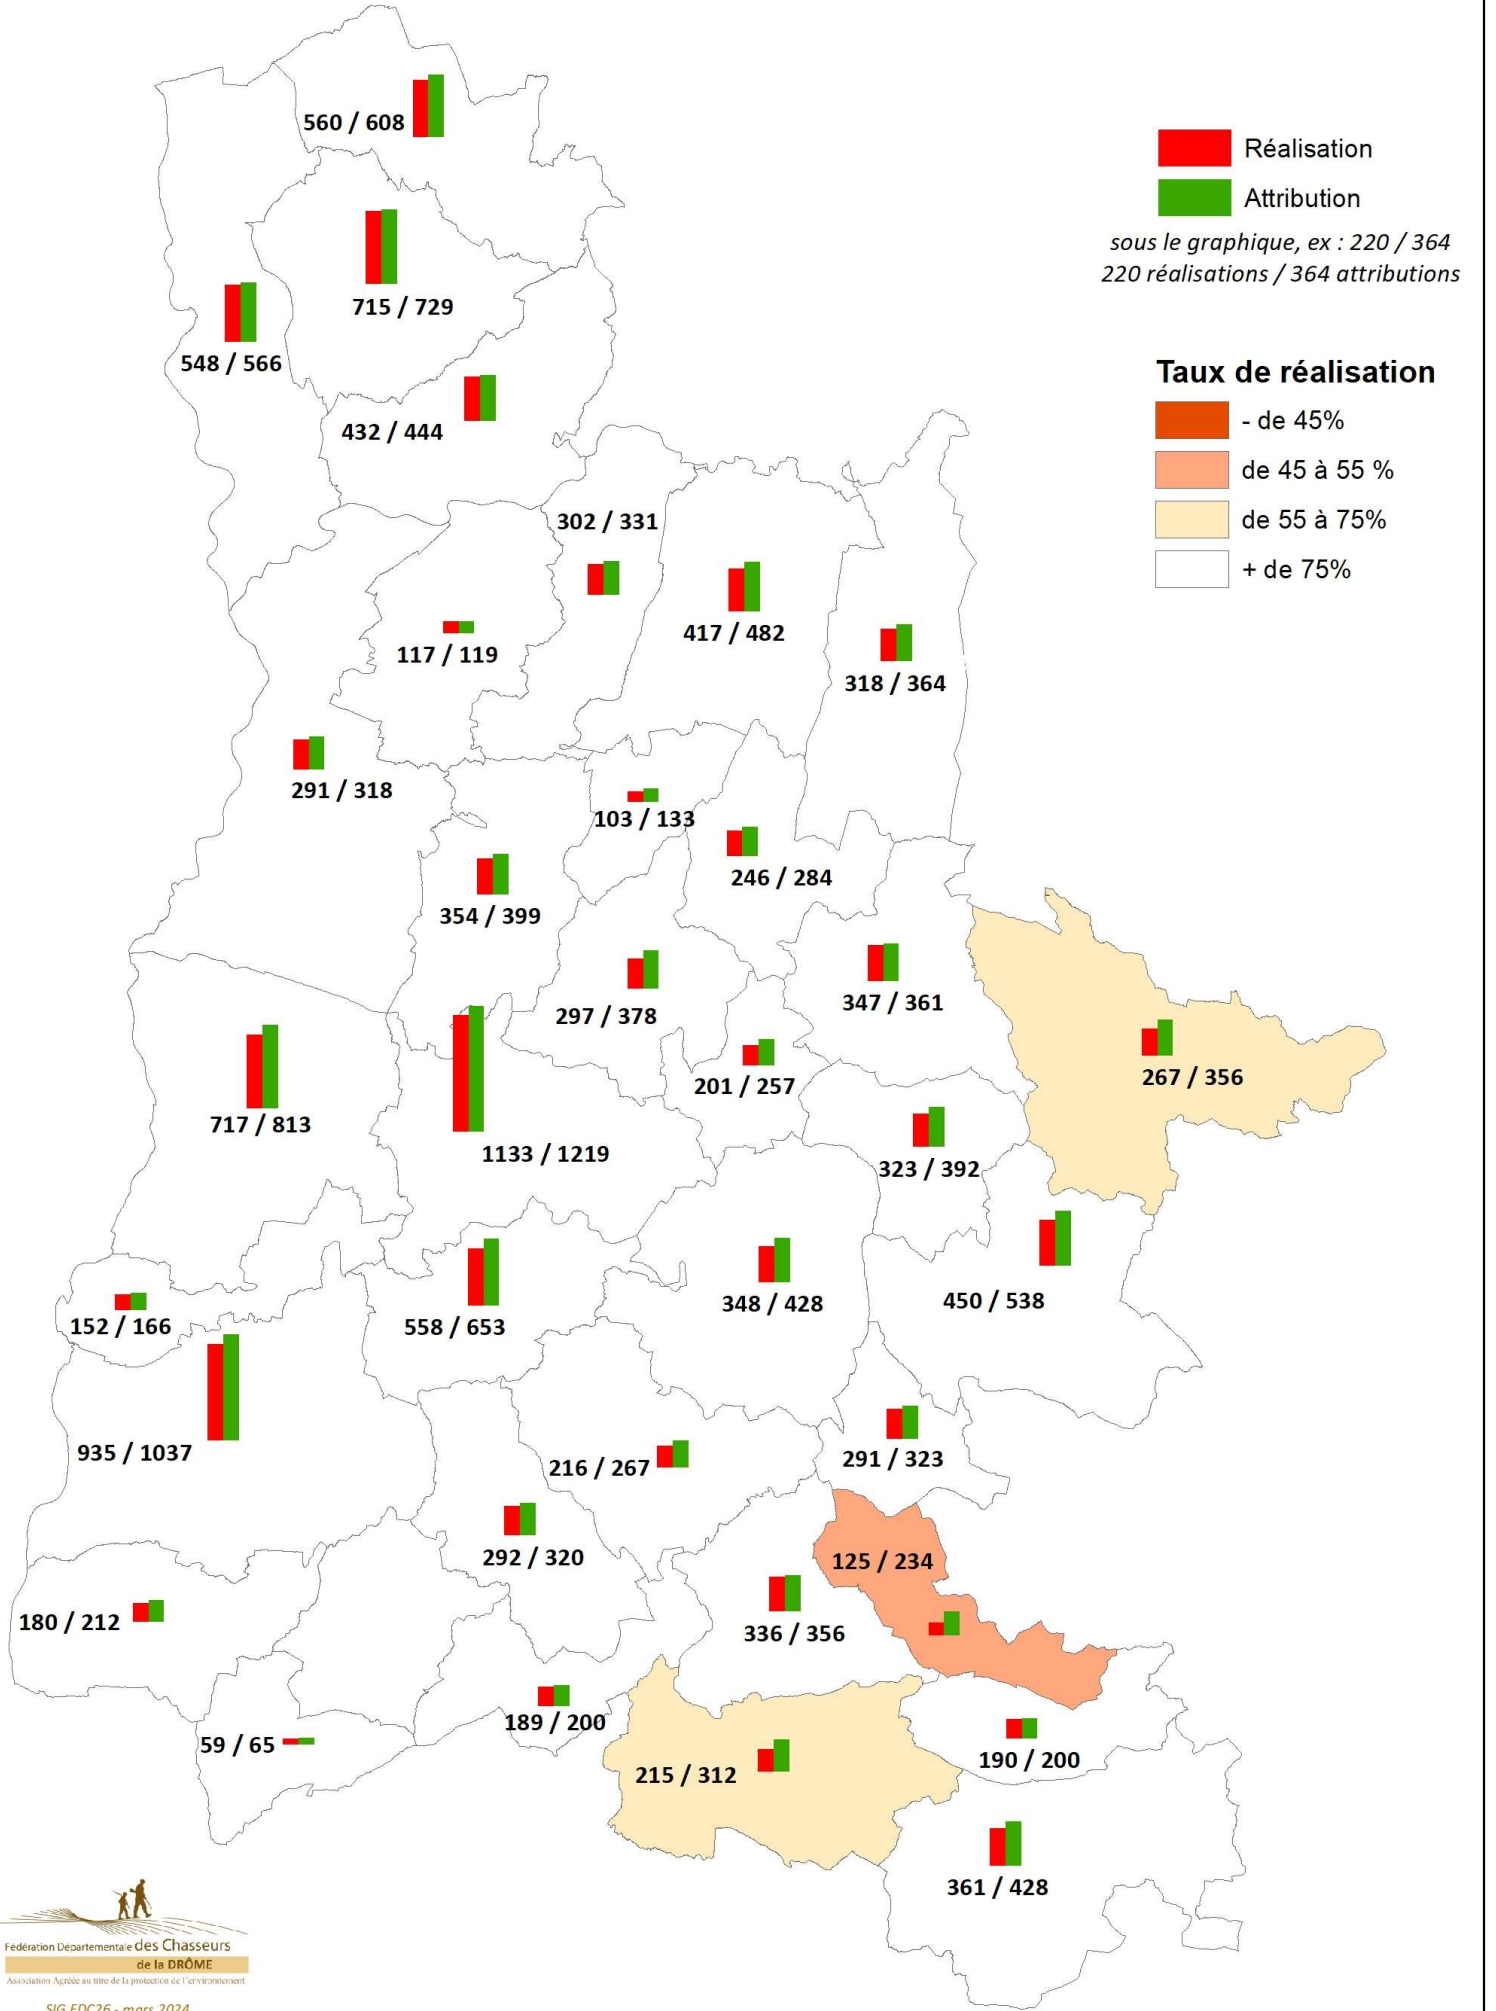 560 / 608
Réalisation
Attribution
sous le graphique, ex : 220 / 364
220 réalisations / 364 attributions
715 / 729
548 / 566
Taux de réalisation
- de 45%
de 45 à 55 %
de 55 à 75%
+ de 75%
432 / 444
302 / 331
417 / 482
117 / 119
318 / 364
291 / 318
103 / 133
246 / 284
354 / 399
347 / 361
297 / 378
267 / 356
201 / 257
717 / 813
1133 / 1219
323 / 392
450 / 538
348 / 428
152 / 166
558 / 653
935 / 1037
291 / 323
216 / 267
292 / 320
125 / 234
180 / 212
336 / 356
189 / 200
59 / 65
190 / 200
215 / 312
361 / 428
Fédération Départementale des Chasseurs
de la DRÔME
Association Agréée au titre de la protection de l'environnement
SIG FDC26 - mars 2024